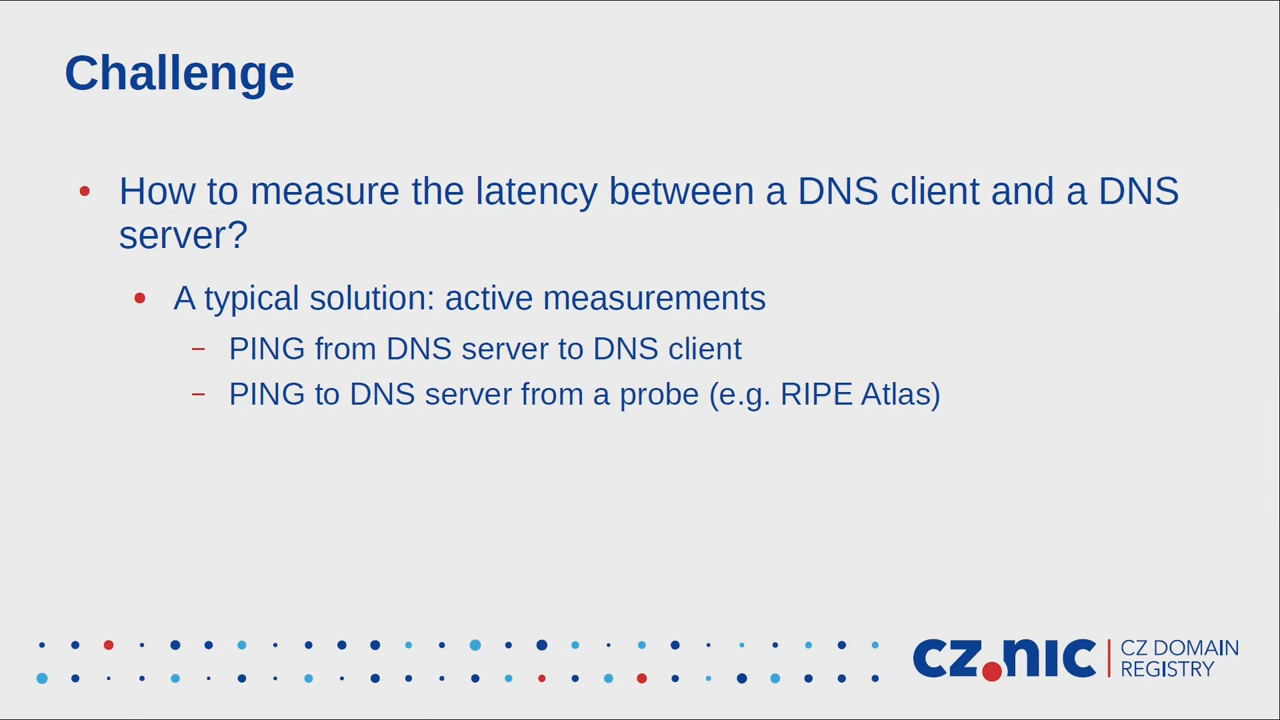 Challenge
• How to measure the latency between a DNS client and a DNS
server?
• A typical solution: active measurements
– PING from DNS server to DNS client
– PING to DNS server from a probe (e.g. RIPE Atlas)
cz.nic | CZ DOMAIN
REGISTRY